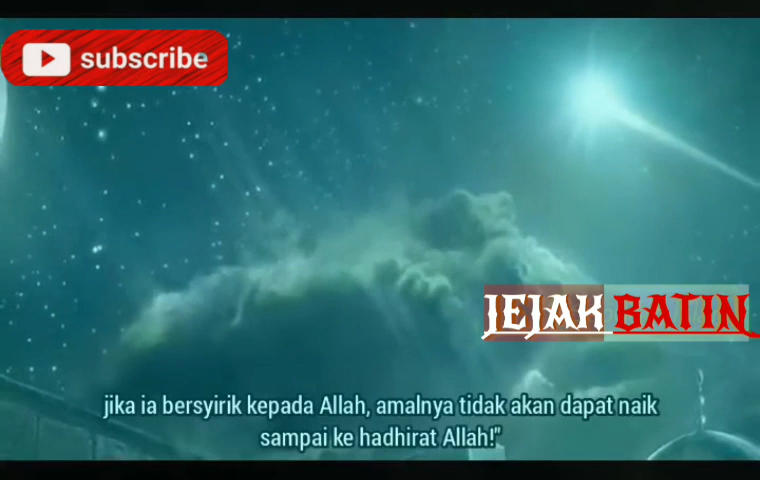 subscribe
JEJAK BATIN
jika ia bersyirik kepada Allah, amalnya tidak akan dapat naik
sampai ke hadhirat Allah!"